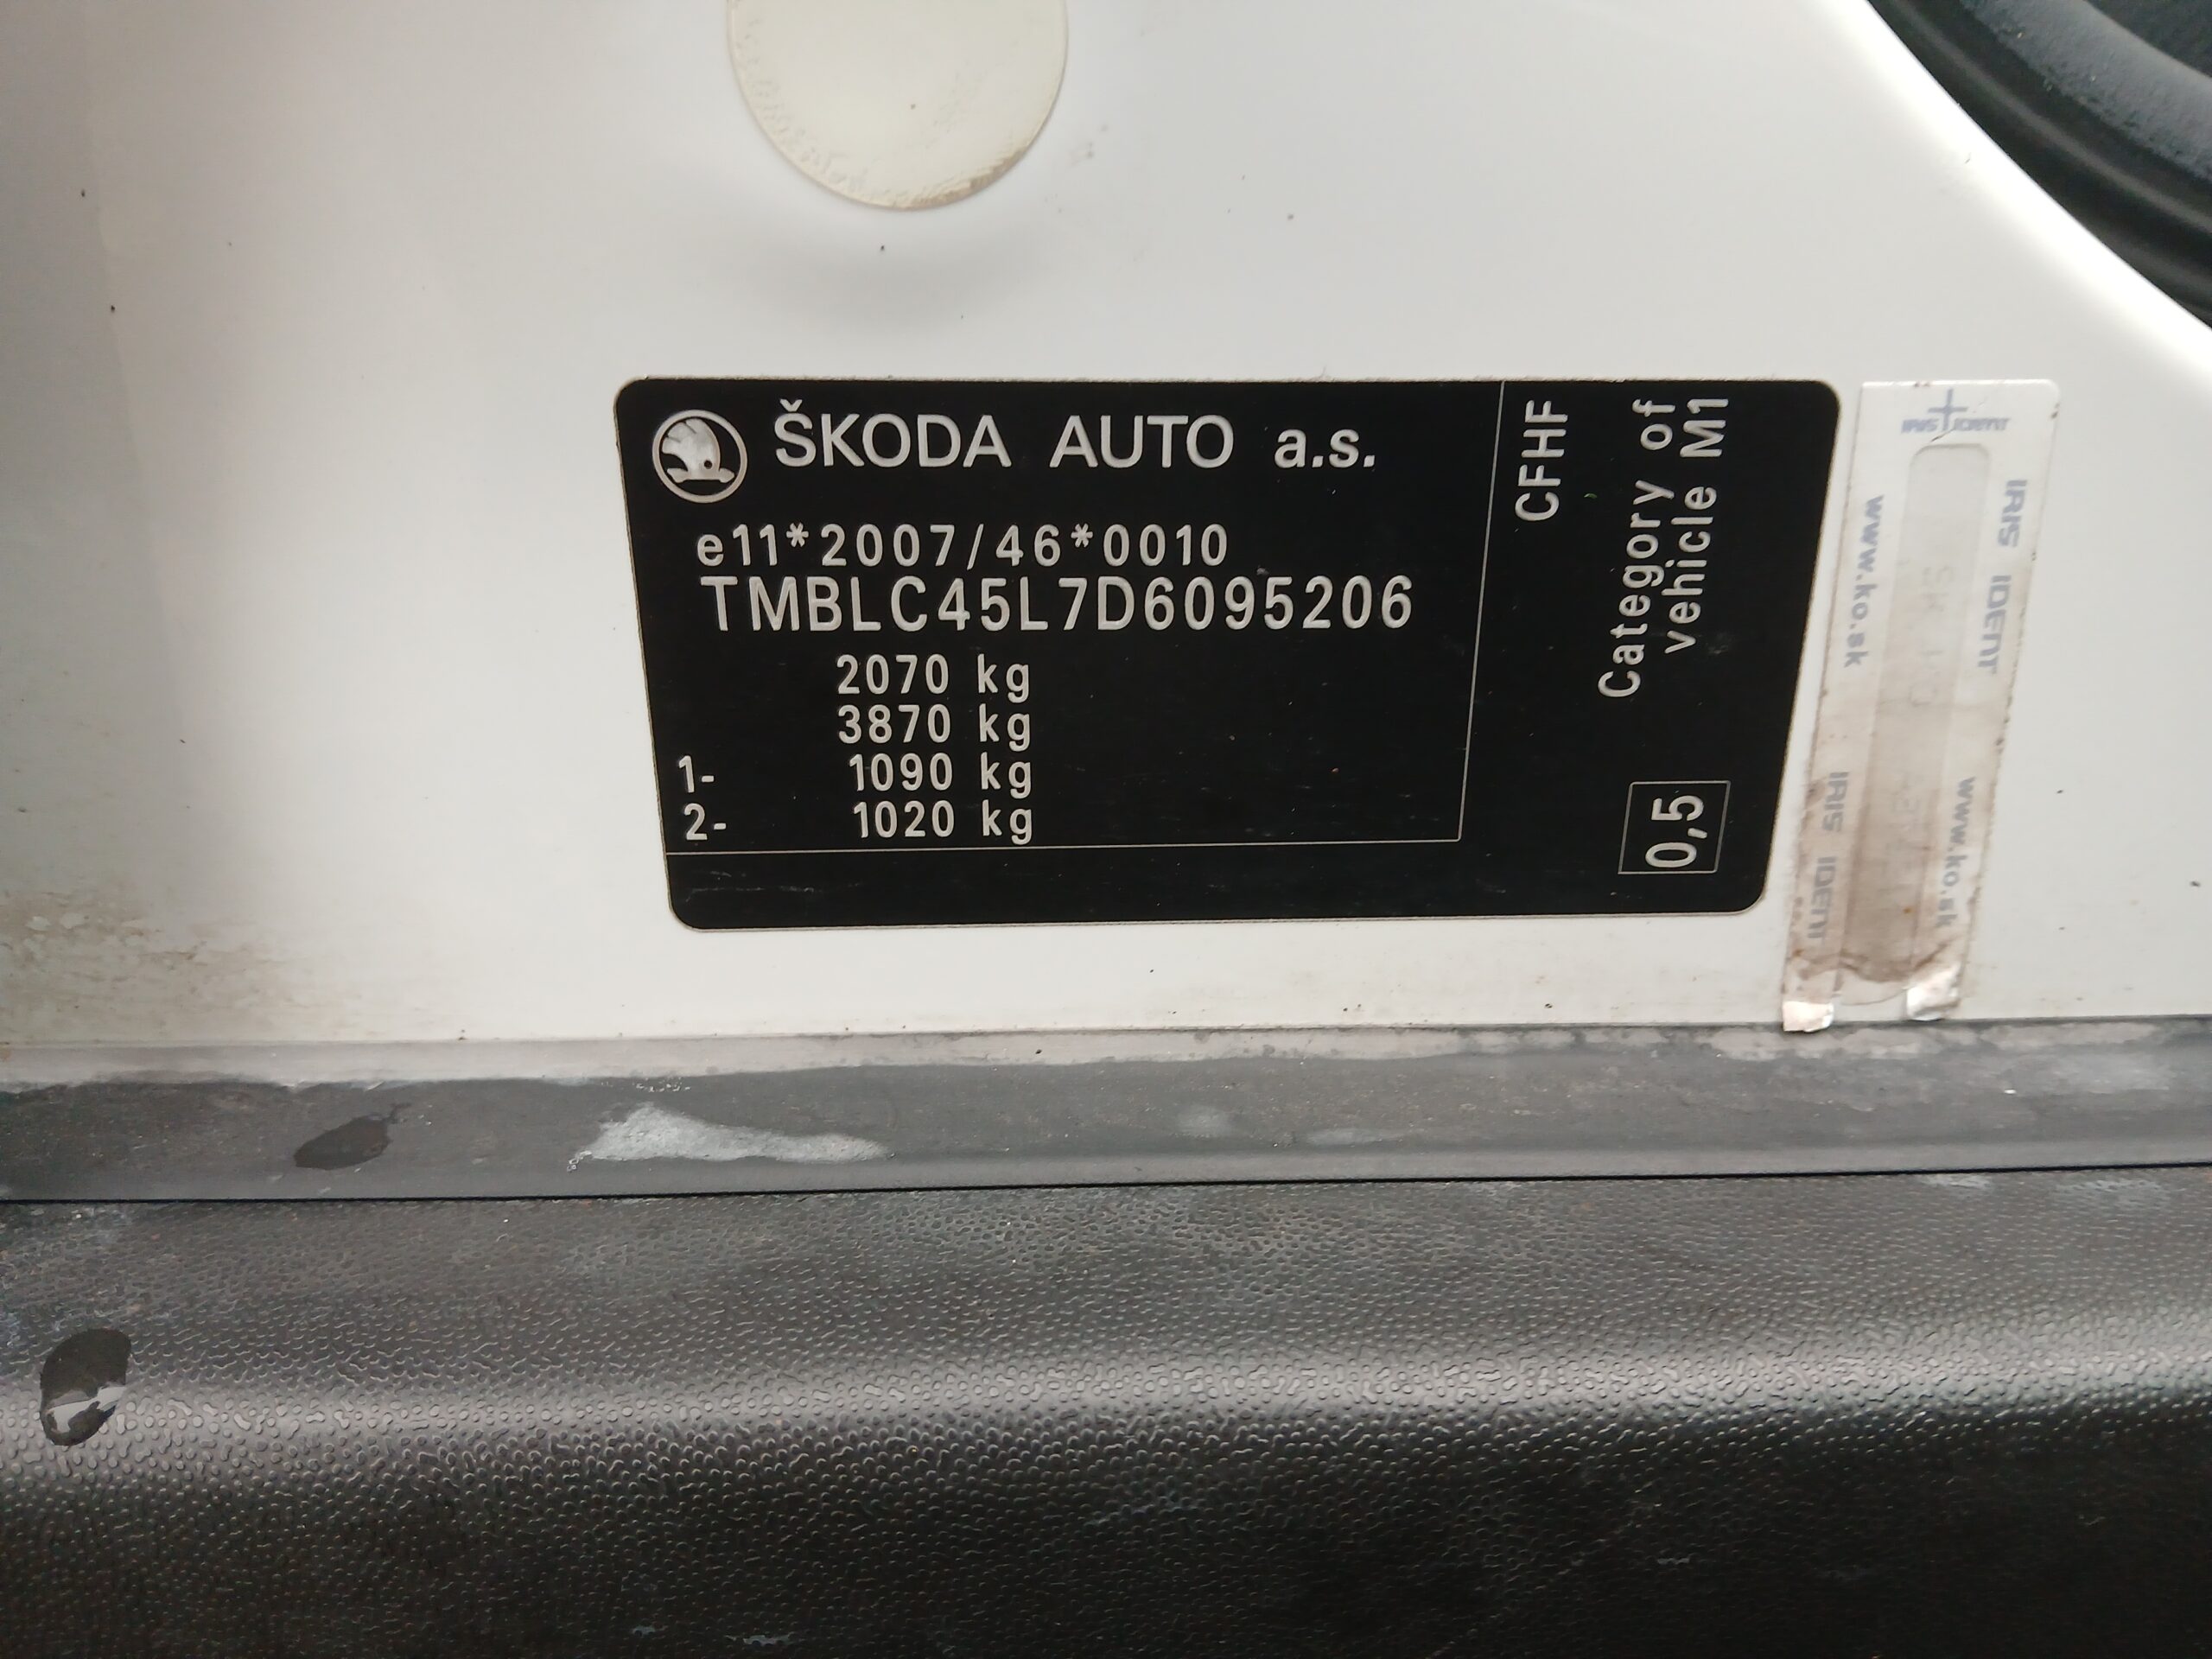 ŠKODA AUTO a.s.
e11*2007/46*0010
TMBLC45L7D6095206
2070 kg
3870 kg
1- 1090 kg
2- 1020 kg
CFHF
Category of
vehicle M1
0,5
IRIS IDENT
www.ko.sk
IRIS IDENT
www.ko.sk